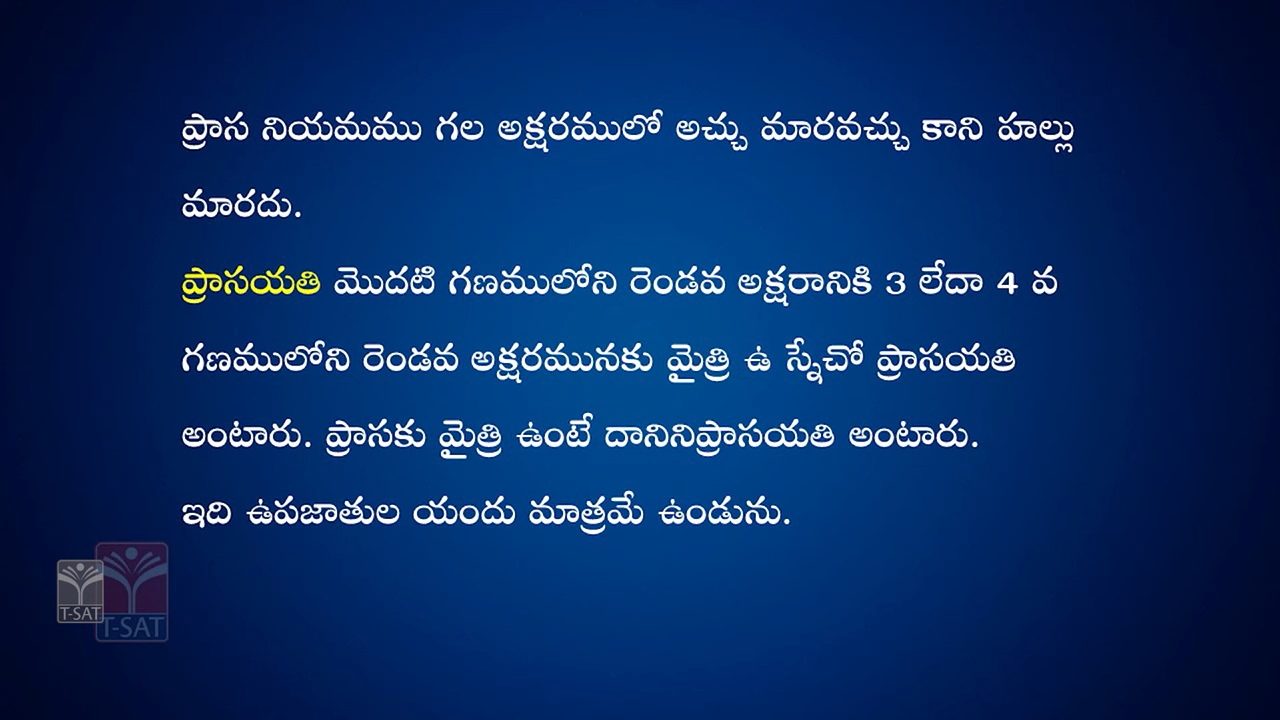 ప్రాస నియమము గల అక్షరములో అచ్చు మారవచ్చు కాని హల్లు
మారదు.
ప్రాసయతి మొదటి గణములోని రెండవ అక్షరానికి 3 లేదా 4 వ
గణములోని రెండవ అక్షరమునకు మైత్రి ఉ స్నేచో ప్రాసయతి
అంటారు. ప్రాసకు మైత్రి ఉంటే దానినిప్రాసయతి అంటారు.
ఇది ఉపజాతుల యందు మాత్రమే ఉండును.
T-SAT
T-SAT